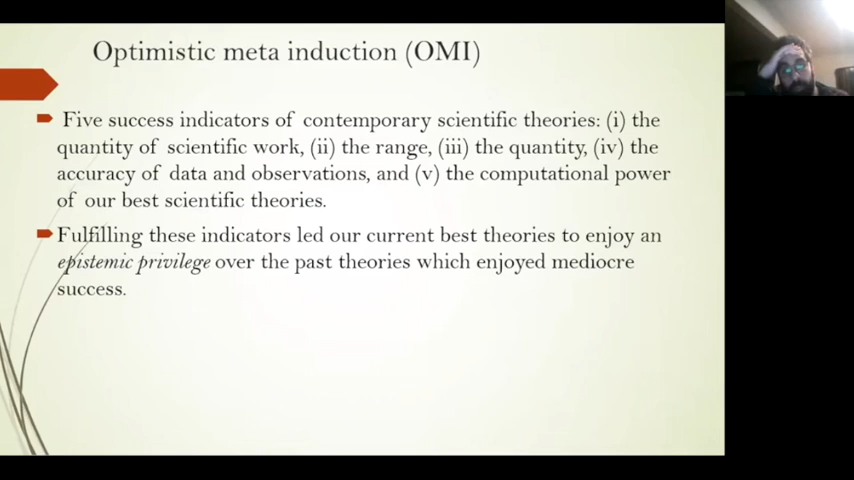 Optimistic meta induction (OMI)
Five success indicators of contemporary scientific theories: (i) the
quantity of scientific work, (ii) the range, (iii) the quantity, (iv) the
accuracy of data and observations, and (v) the computational power
of our best scientific theories.
Fulfilling these indicators led our current best theories to enjoy an
epistemic privilege over the past theories which enjoyed mediocre
success.